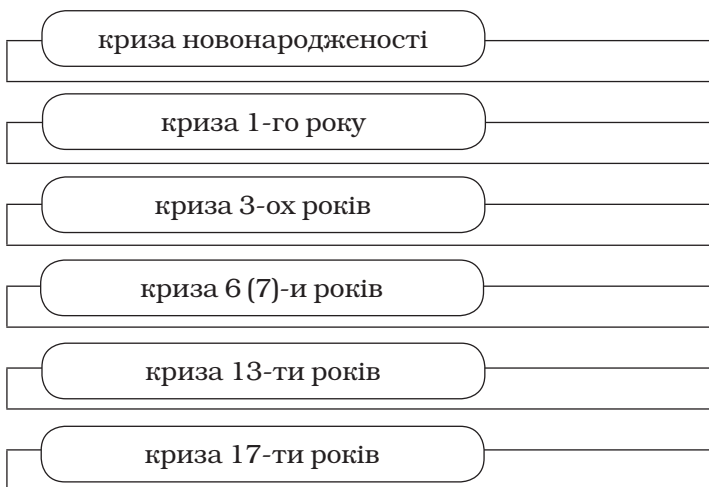 криза новонародженості
криза 1-го року
криза 3-ох років
криза 6 (7)-и років
криза 13-ти років
криза 17-ти років